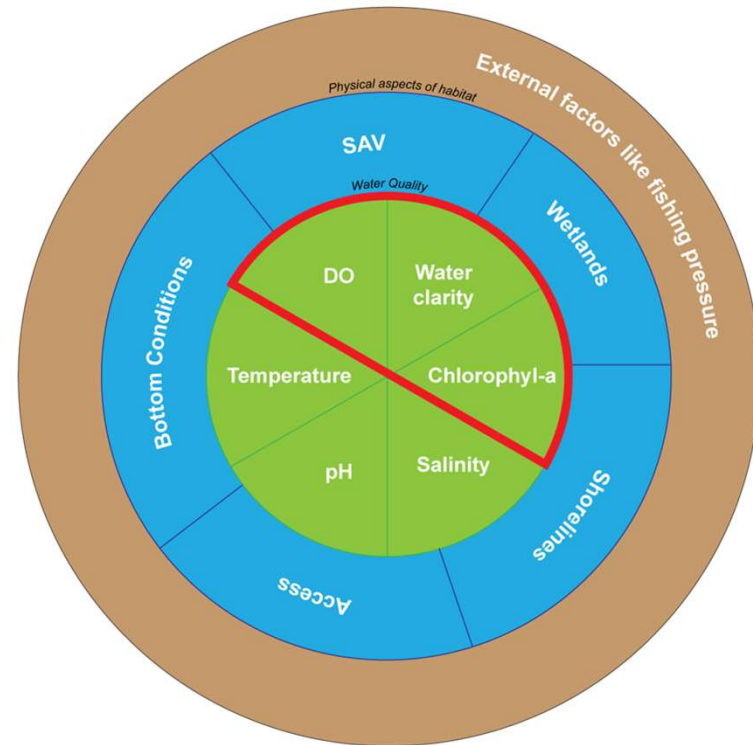 External factors like fishing pressure
Physical aspects of habitat
SAV
Wetlands
Shorelines
Access
Bottom Conditions
Water Quality
DO
Water
clarity
Temperature
Chlorophyl-a
pH
Salinity